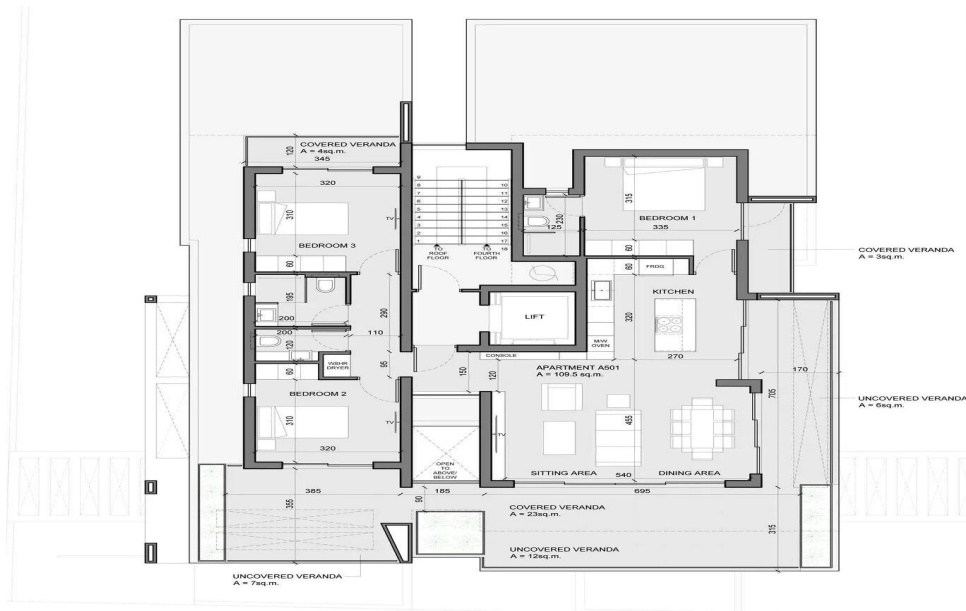 COVERED VERANDA
A = 4sq.m.
345
120
320
310
BEDROOM 3
TV
60
9
8
7
6
5
4
3
2
1
10
11
12
13
14
15
16
17
18
TO
ROOF
FLOOR
TO
FOURTH
FLOOR
230
125
315
BEDROOM 1
335
60
COVERED VERANDA
A = 3sq.m.
60
FRDG
KITCHEN
320
LIFT
M/W
OVEN
270
195
200
290
200
110
120
WSHR
DRYER
95
60
BEDROOM 2
310
TV
320
CONSOLE
150
120
APARTMENT A501
A = 109.5 sq.m.
170
705
UNCOVERED VERANDA
A = 6sq.m.
455
TV
OPEN
TO
ABOVE/
BELOW
SITTING AREA
540
DINING AREA
385
185
695
355
90
COVERED VERANDA
A = 23sq.m.
315
UNCOVERED VERANDA
A = 12sq.m.
UNCOVERED VERANDA
A = 7sq.m.